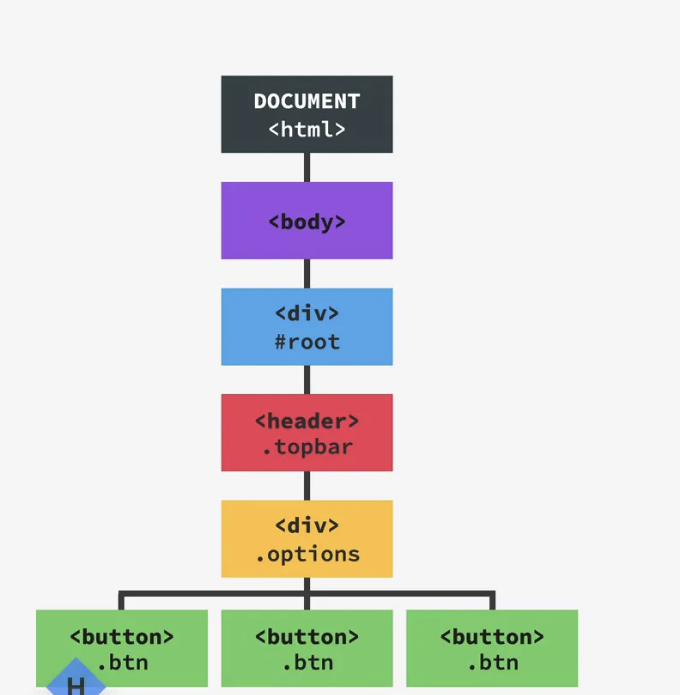 DOCUMENT
<html>
<body>
<div>
#root
<header>
.topbar
<div>
.options
<button> <button> <button>
.btn .btn .btn
H